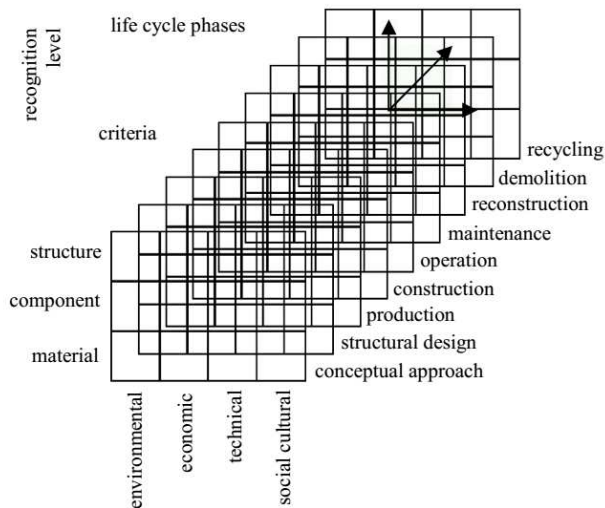 life cycle phases
recognition
level
criteria
recycling
demolition
reconstruction
maintenance
operation
construction
production
structural design
conceptual approach
structure
component
material
environmental
economic
technical
social cultural